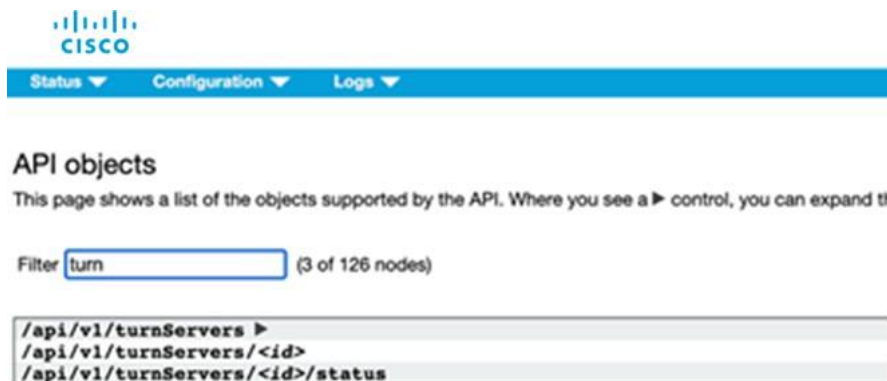 CISCO
Status Configuration Logs
API objects
This page shows a list of the objects supported by the API. Where you see a ▶ control, you can expand
Filter turn (3 of 126 nodes)
/api/v1/turnServers ▶
/api/v1/turnServers/<id>
/api/v1/turnServers/<id>/status